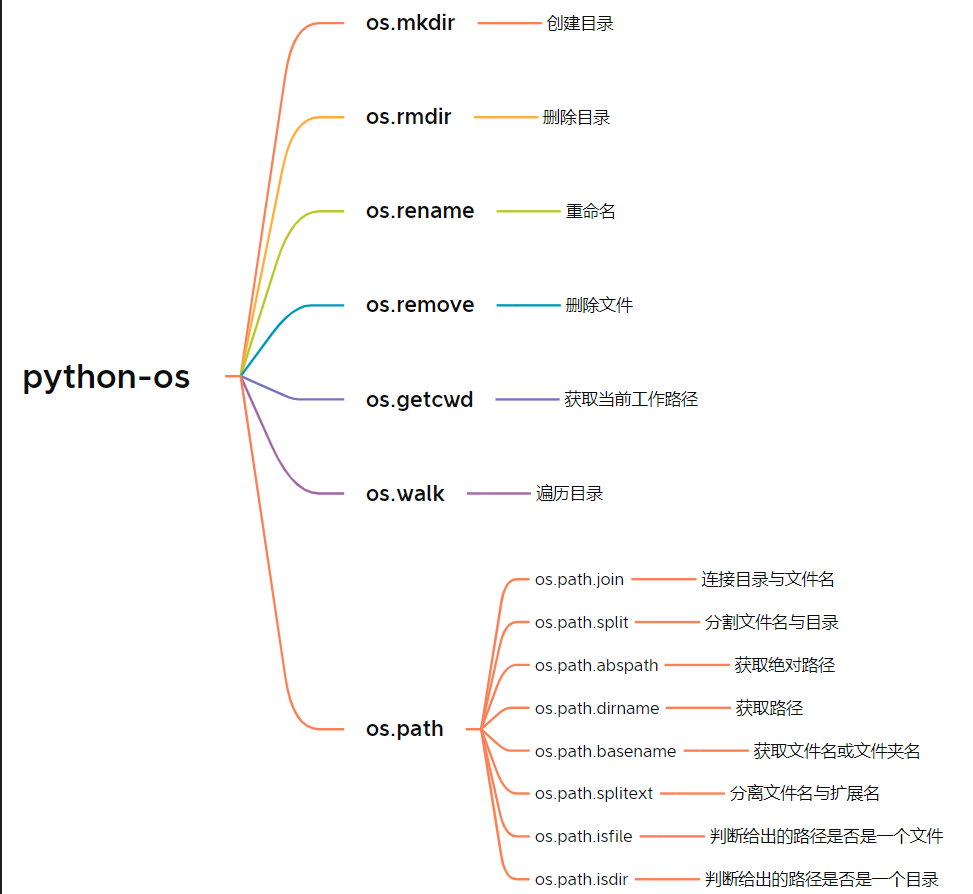 os.mkdir 创建目录
os.rmdir 删除目录
os.rename 重命名
os.remove 删除文件
python-os
os.getcwd 获取当前工作路径
os.walk 遍历目录
os.path.join 连接目录与文件名
os.path.split 分割文件名与目录
os.path.abspath 获取绝对路径
os.path.dirname 获取路径
os.path
os.path.basename 获取文件名或文件夹名
os.path.splitext 分离文件名与扩展名
os.path.isfile 判断给出的路径是否是一个文件
os.path.isdir 判断给出的路径是否是一个目录